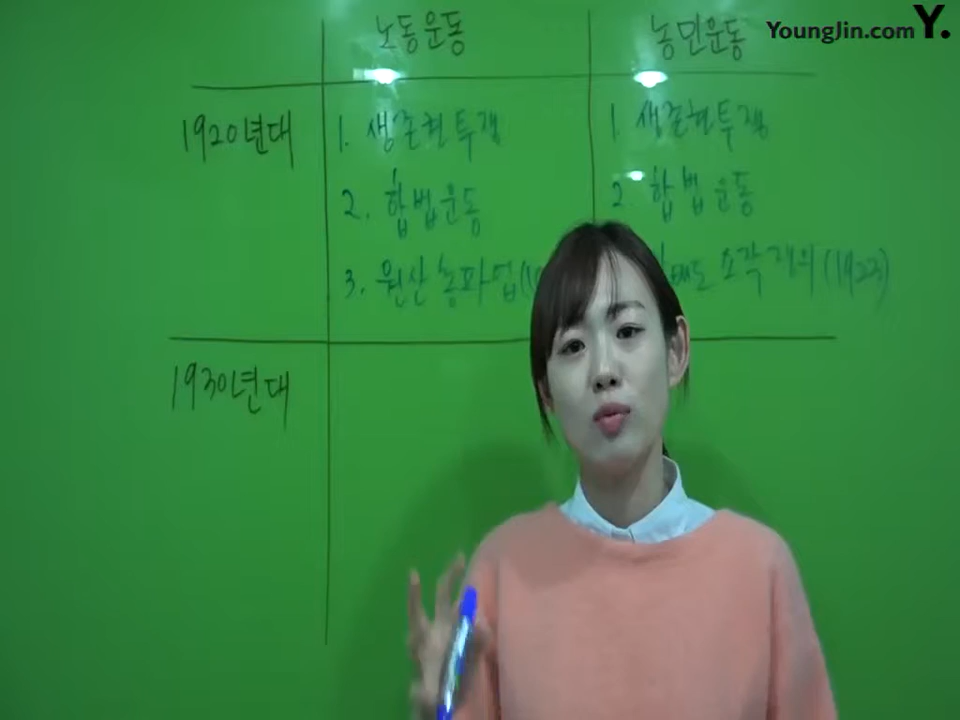 YoungJin.com Y.
노동운동 농민운동
1920년대 1. 생존권 투쟁 1. 생존권 투쟁
2. 합법운동 2. 합법운동
3. 원산 총파업 소작쟁의 (1923)
1930년대